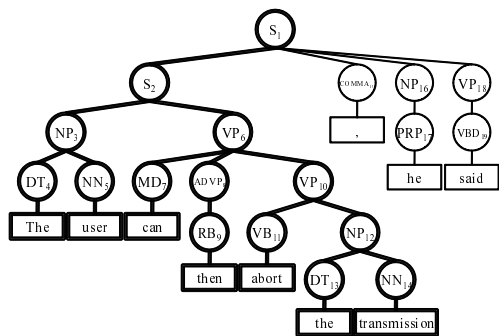 S1
S2 COMMA15 NP16 VP18
NP3 VP6 , PRP17 VBD19
DT4 NN5 MD7 ADVP8 VP10 he said
The user can RB9 VB11 NP12
then abort DT13 NN14
the transmission